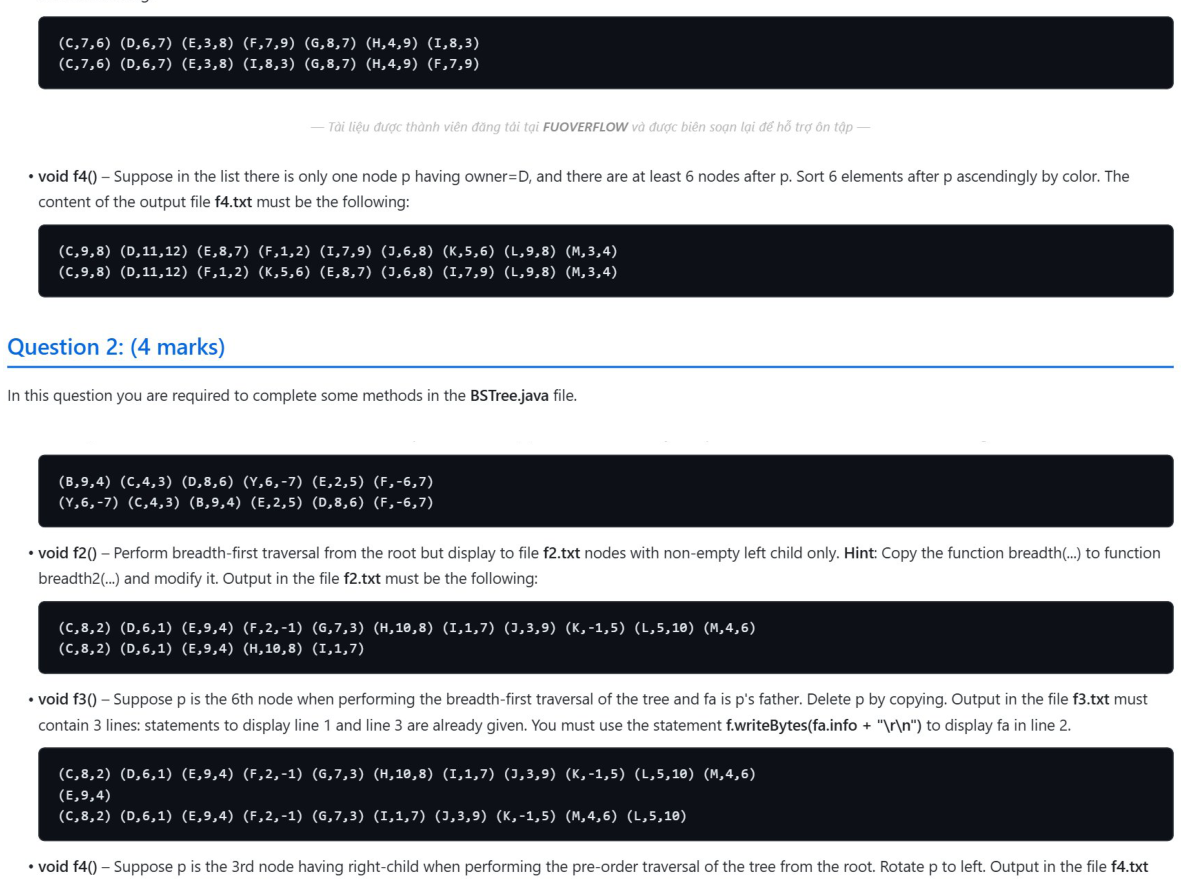 (C,7,6) (D,6,7) (E,3,8) (F,7,9) (G,8,7) (H,4,9) (I,8,3)
(C,7,6) (D,6,7) (E,3,8) (I,8,3) (G,8,7) (H,4,9) (F,7,9)
— Tài liệu được thành viên đăng tải tại FUOVERFLOW và được biên soạn lại để hỗ trợ ôn tập —
• void f4() – Suppose in the list there is only one node p having owner=D, and there are at least 6 nodes after p. Sort 6 elements after p ascendingly by color. The
content of the output file f4.txt must be the following:
(C,9,8) (D,11,12) (E,8,7) (F,1,2) (I,7,9) (J,6,8) (K,5,6) (L,9,8) (M,3,4)
(C,9,8) (D,11,12) (F,1,2) (K,5,6) (E,8,7) (J,6,8) (I,7,9) (L,9,8) (M,3,4)
Question 2: (4 marks)
In this question you are required to complete some methods in the BSTree.java file.
(B,9,4) (C,4,3) (D,8,6) (Y,6,-7) (E,2,5) (F,-6,7)
(Y,6,-7) (C,4,3) (B,9,4) (E,2,5) (D,8,6) (F,-6,7)
• void f2() – Perform breadth-first traversal from the root but display to file f2.txt nodes with non-empty left child only. Hint: Copy the function breadth(...) to function
breadth2(...) and modify it. Output in the file f2.txt must be the following:
(C,8,2) (D,6,1) (E,9,4) (F,2,-1) (G,7,3) (H,10,8) (I,1,7) (J,3,9) (K,-1,5) (L,5,10) (M,4,6)
(C,8,2) (D,6,1) (E,9,4) (H,10,8) (I,1,7)
• void f3() – Suppose p is the 6th node when performing the breadth-first traversal of the tree and fa is p's father. Delete p by copying. Output in the file f3.txt must
contain 3 lines: statements to display line 1 and line 3 are already given. You must use the statement f.writeBytes(fa.info + "\r\n") to display fa in line 2.
(C,8,2) (D,6,1) (E,9,4) (F,2,-1) (G,7,3) (H,10,8) (I,1,7) (J,3,9) (K,-1,5) (L,5,10) (M,4,6)
(E,9,4)
(C,8,2) (D,6,1) (E,9,4) (F,2,-1) (G,7,3) (I,1,7) (J,3,9) (K,-1,5) (M,4,6) (L,5,10)
• void f4() – Suppose p is the 3rd node having right-child when performing the pre-order traversal of the tree from the root. Rotate p to left. Output in the file f4.txt